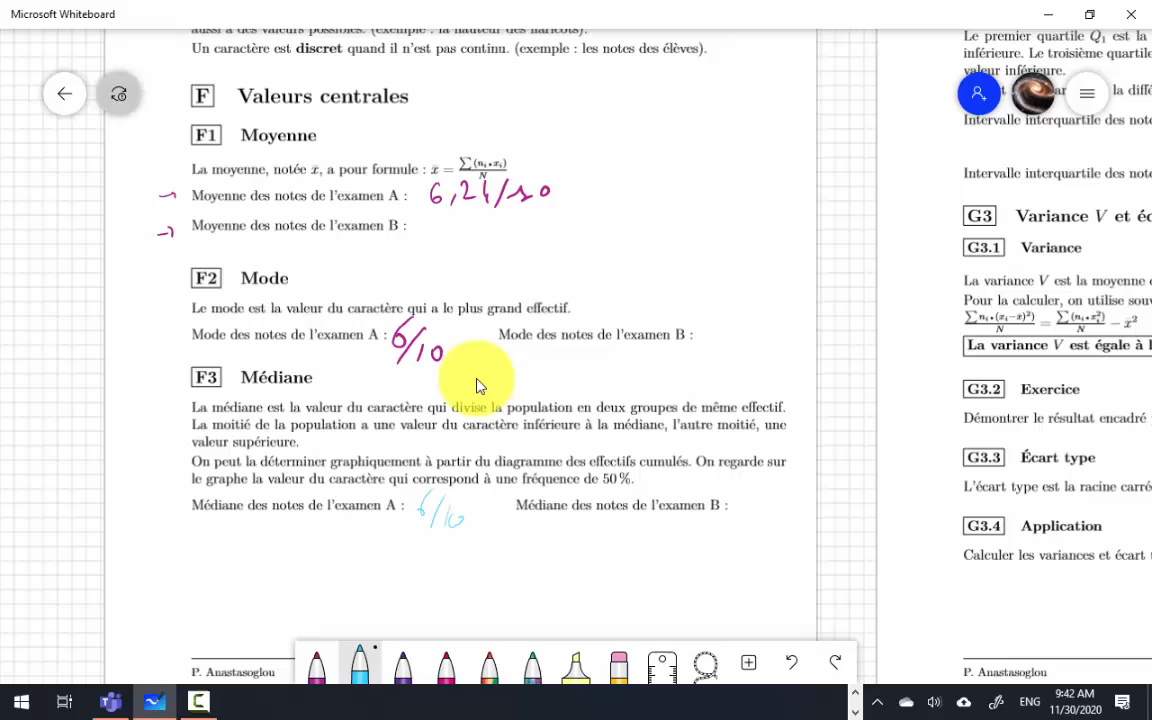 Microsoft Whiteboard
aussi à des valeurs possibles. (exemple : la hauteur des haricots).
Un caractère est discret quand il n'est pas continu. (exemple : les notes des élèves).
F Valeurs centrales
F1 Moyenne
La moyenne, notée x̄, a pour formule : x̄ = ∑(nᵢ*xᵢ)/N
→ Moyenne des notes de l'examen A : 6,24/10
→ Moyenne des notes de l'examen B :
F2 Mode
Le mode est la valeur du caractère qui a le plus grand effectif.
Mode des notes de l'examen A : 6/10 Mode des notes de l'examen B :
F3 Médiane
La médiane est la valeur du caractère qui divise la population en deux groupes de même effectif.
La moitié de la population a une valeur du caractère inférieure à la médiane, l'autre moitié, une
valeur supérieure.
On peut la déterminer graphiquement à partir du diagramme des effectifs cumulés. On regarde sur
le graphe la valeur du caractère qui correspond à une fréquence de 50 %.
Médiane des notes de l'examen A : 6/10 Médiane des notes de l'examen B :
P. Anastasoglou
Le premier quartile Q₁ est la
inférieure. Le troisième quartile
valeur inférieure.
la diffé
Intervalle interquartile des note
Intervalle interquartile des note
G3 Variance V et éc
G3.1 Variance
La variance V est la moyenne
Pour la calculer, on utilise souv
∑nᵢ*(xᵢ−x̄)²)/N = ∑(nᵢ*xᵢ²)/N − x̄²
La variance V est égale à l
G3.2 Exercice
Démontrer le résultat encadré
G3.3 Écart type
L'écart type est la racine carré
G3.4 Application
Calculer les variances et écart t
P. Anastasoglou
ENG
9:42 AM
11/30/2020